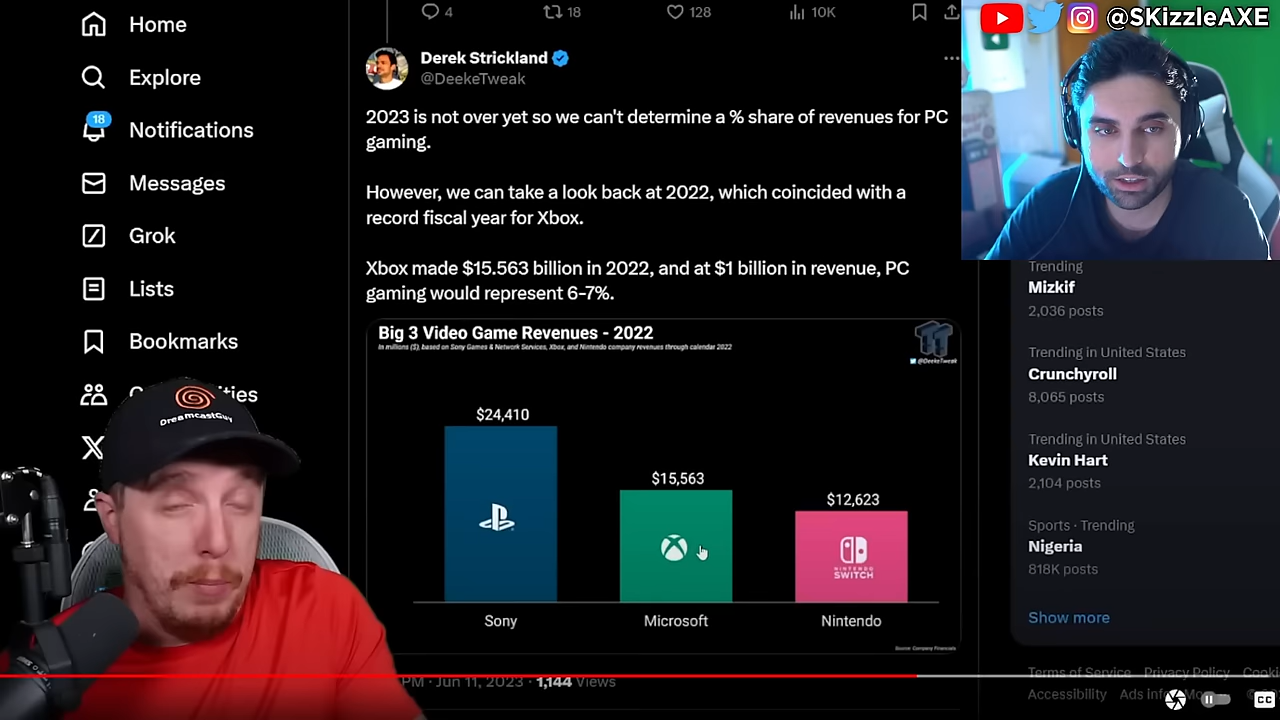 Home
Explore
18
Notifications
Messages
Grok
Lists
Bookmarks
4
18
128
10K
Derek Strickland
@DeekeTweak
2023 is not over yet so we can't determine a % share of revenues for PC
gaming.
However, we can take a look back at 2022, which coincided with a
record fiscal year for Xbox.
Xbox made $15.563 billion in 2022, and at $1 billion in revenue, PC
gaming would represent 6-7%.
Big 3 Video Game Revenues - 2022
In millions ($), based on Sony Games & Network Services, Xbox, and Nintendo company revenues through calendar 2022
@DeekeTweak
$24,410
$15,563
$12,623
NINTENDO
SWITCH
Sony
Microsoft
Nintendo
Source: Company Financials
PM · Jun 11, 2023 · 1,144 Views
DreamcastGuy
@SKizzleAXE
Trending
Mizkif
2,036 posts
Trending in United States
Crunchyroll
8,065 posts
Trending in United States
Kevin Hart
2,104 posts
Sports · Trending
Nigeria
818K posts
Show more
Terms of Service Privacy Policy Cooki
Accessibility Ads info Mo
CC